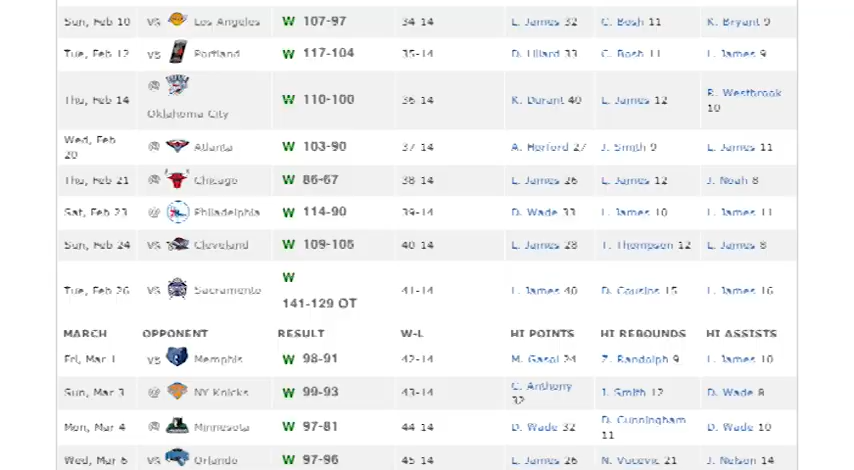 Sun, Feb 10 vs Los Angeles W 107-97 34-14 L. James 32 C. Bosh 11 K. Bryant 9
Tue, Feb 12 vs Portland W 117-104 35-14 D. Lillard 33 C. Bosh 11 L. James 9
Thu, Feb 14 @ Oklahoma City W 110-100 36-14 K. Durant 40 L. James 12 R. Westbrook 10
Wed, Feb 20 @ Atlanta W 103-90 37-14 A. Horford 27 J. Smith 9 L. James 11
Thu, Feb 21 @ Chicago W 86-67 38-14 L. James 26 L. James 12 J. Noah 8
Sat, Feb 23 @ Philadelphia W 114-90 39-14 D. Wade 33 L. James 10 L. James 11
Sun, Feb 24 vs Cleveland W 109-105 40-14 L. James 28 T. Thompson 12 L. James 8
Tue, Feb 26 vs Sacramento W 141-129 OT 41-14 L. James 40 D. Cousins 15 L. James 16
MARCH OPPONENT RESULT W-L HI POINTS HI REBOUNDS HI ASSISTS
Fri, Mar 1 vs Memphis W 98-91 42-14 M. Gasol 24 Z. Randolph 9 L. James 10
Sun, Mar 3 @ NY Knicks W 99-93 43-14 C. Anthony 32 J. Smith 12 D. Wade 8
Mon, Mar 4 @ Minnesota W 97-81 44-14 D. Wade 32 D. Cunningham 11 D. Wade 10
Wed, Mar 6 vs Orlando W 97-96 45-14 L. James 26 N. Vucevic 21 J. Nelson 14